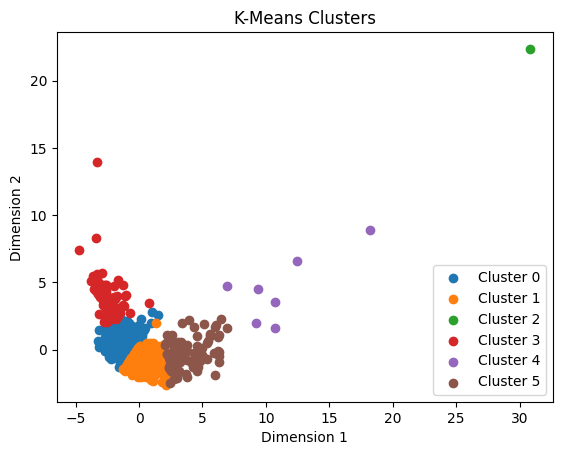 K-Means Clusters
Dimension 2
20
15
10
5
0
−5
0
5
10
15
20
25
30
Dimension 1
Cluster 0
Cluster 1
Cluster 2
Cluster 3
Cluster 4
Cluster 5